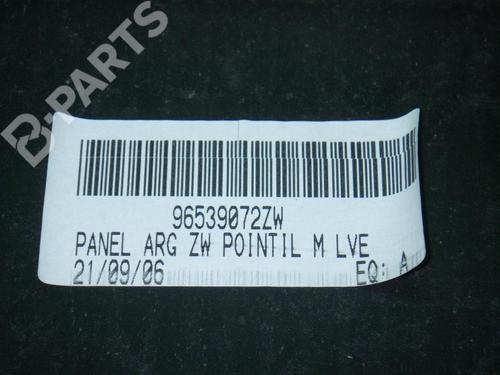 B-PARTS
96539072ZW
PANEL ARG ZW POINTIL M LVE
21/09/06 EQ: A